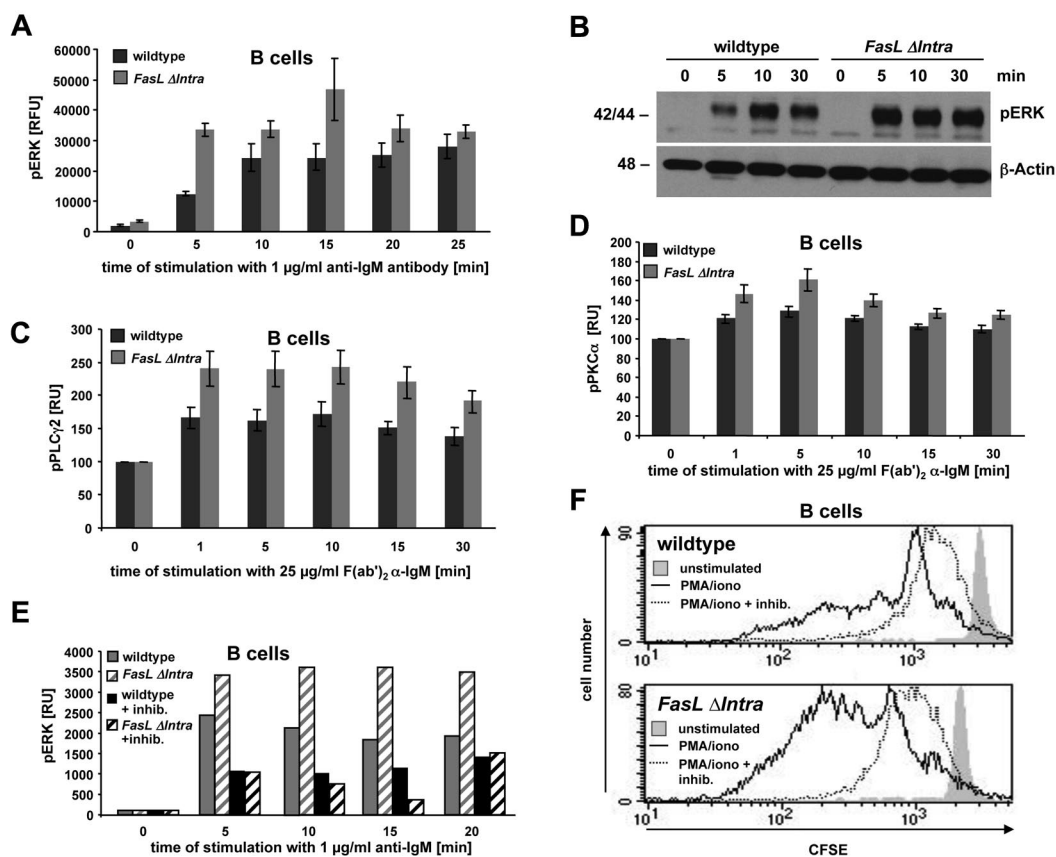 A
B cells
wildtype
FasL ΔIntra
pERK [RFU]
60000
50000
40000
30000
20000
10000
0
0 5 10 15 20 25
time of stimulation with 1 µg/ml anti-IgM antibody [min]
B
wildtype FasL ΔIntra
0 5 10 30 0 5 10 30 min
42/44 – pERK
48 – β-Actin
C
B cells
wildtype
FasL ΔIntra
pPLCγ2 [RU]
300
250
200
150
100
50
0
0 1 5 10 15 30
time of stimulation with 25 µg/ml F(ab')2 α-IgM [min]
D
B cells
wildtype
FasL ΔIntra
pPKCα [RU]
200
180
160
140
120
100
80
60
40
20
0
0 1 5 10 15 30
time of stimulation with 25 µg/ml F(ab')2 α-IgM [min]
E
B cells
wildtype
FasL ΔIntra
wildtype
+ inhib.
FasL ΔIntra
+inhib.
pERK [RU]
4000
3500
3000
2500
2000
1500
1000
500
0
0 5 10 15 20
time of stimulation with 1 µg/ml anti-IgM [min]
F
B cells
cell number
90
wildtype
unstimulated
PMA/iono
PMA/iono + inhib.
0
10¹ 10² 10³
80
FasL ΔIntra
unstimulated
PMA/iono
PMA/iono +
inhib.
0
10¹ 10² 10³
CFSE